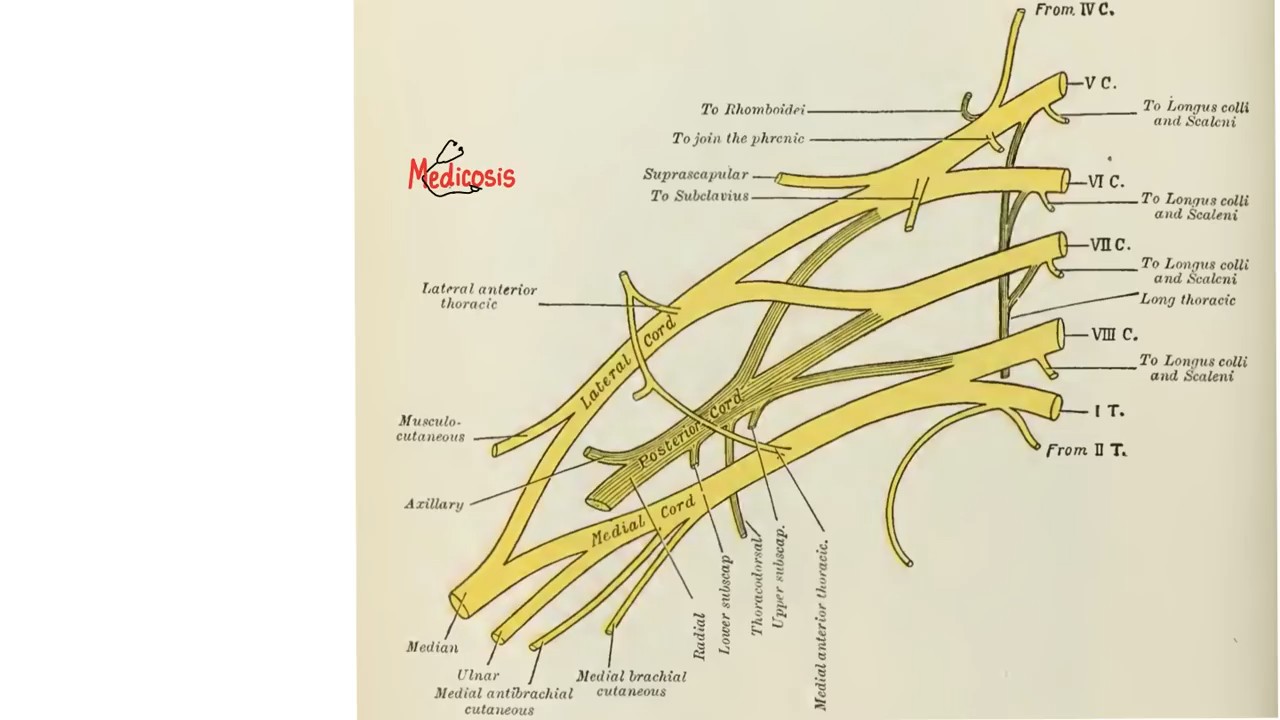 From. IV C.
V C.
To Rhomboidei
To Longus colli
and Scaleni
To join the phrenic
Medicosis
Suprascapular
VI C.
To Subclavius
To Longus colli
and Scaleni
VII C.
To Longus colli
and Scaleni
Lateral anterior
thoracic
Long thoracic
VIII C.
Lateral Cord
To Longus colli
and Scaleni
I T.
Posterior Cord
Musculo-
cutaneous
From II T.
Axillary
Medial Cord
Radial
Lower subscap
Thoracodorsal
Upper subscap.
Medial anterior thoracic.
Median
Ulnar
Medial antibrachial
cutaneous
Medial brachial
cutaneous